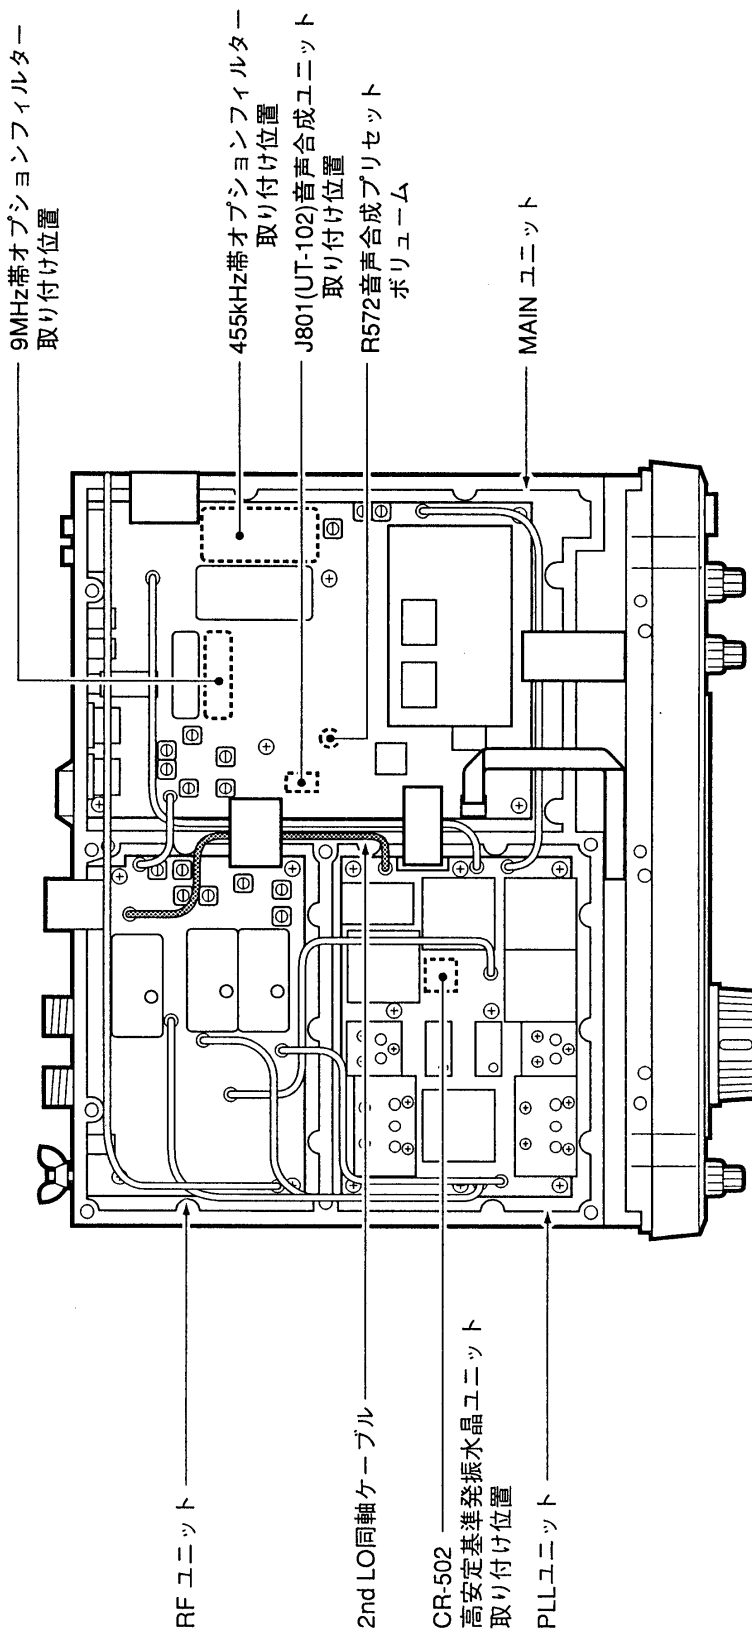 9MHz帯オプションフィルター
取り付け位置
455kHz帯オプションフィルター
取り付け位置
J801(UT-102)音声合成ユニット
取り付け位置
R572音声合成プリセット
ボリューム
MAIN ユニット
RF ユニット
2nd LO同軸ケーブル
CR-502
高安定基準発振水晶ユニット
取り付け位置
PLLユニット